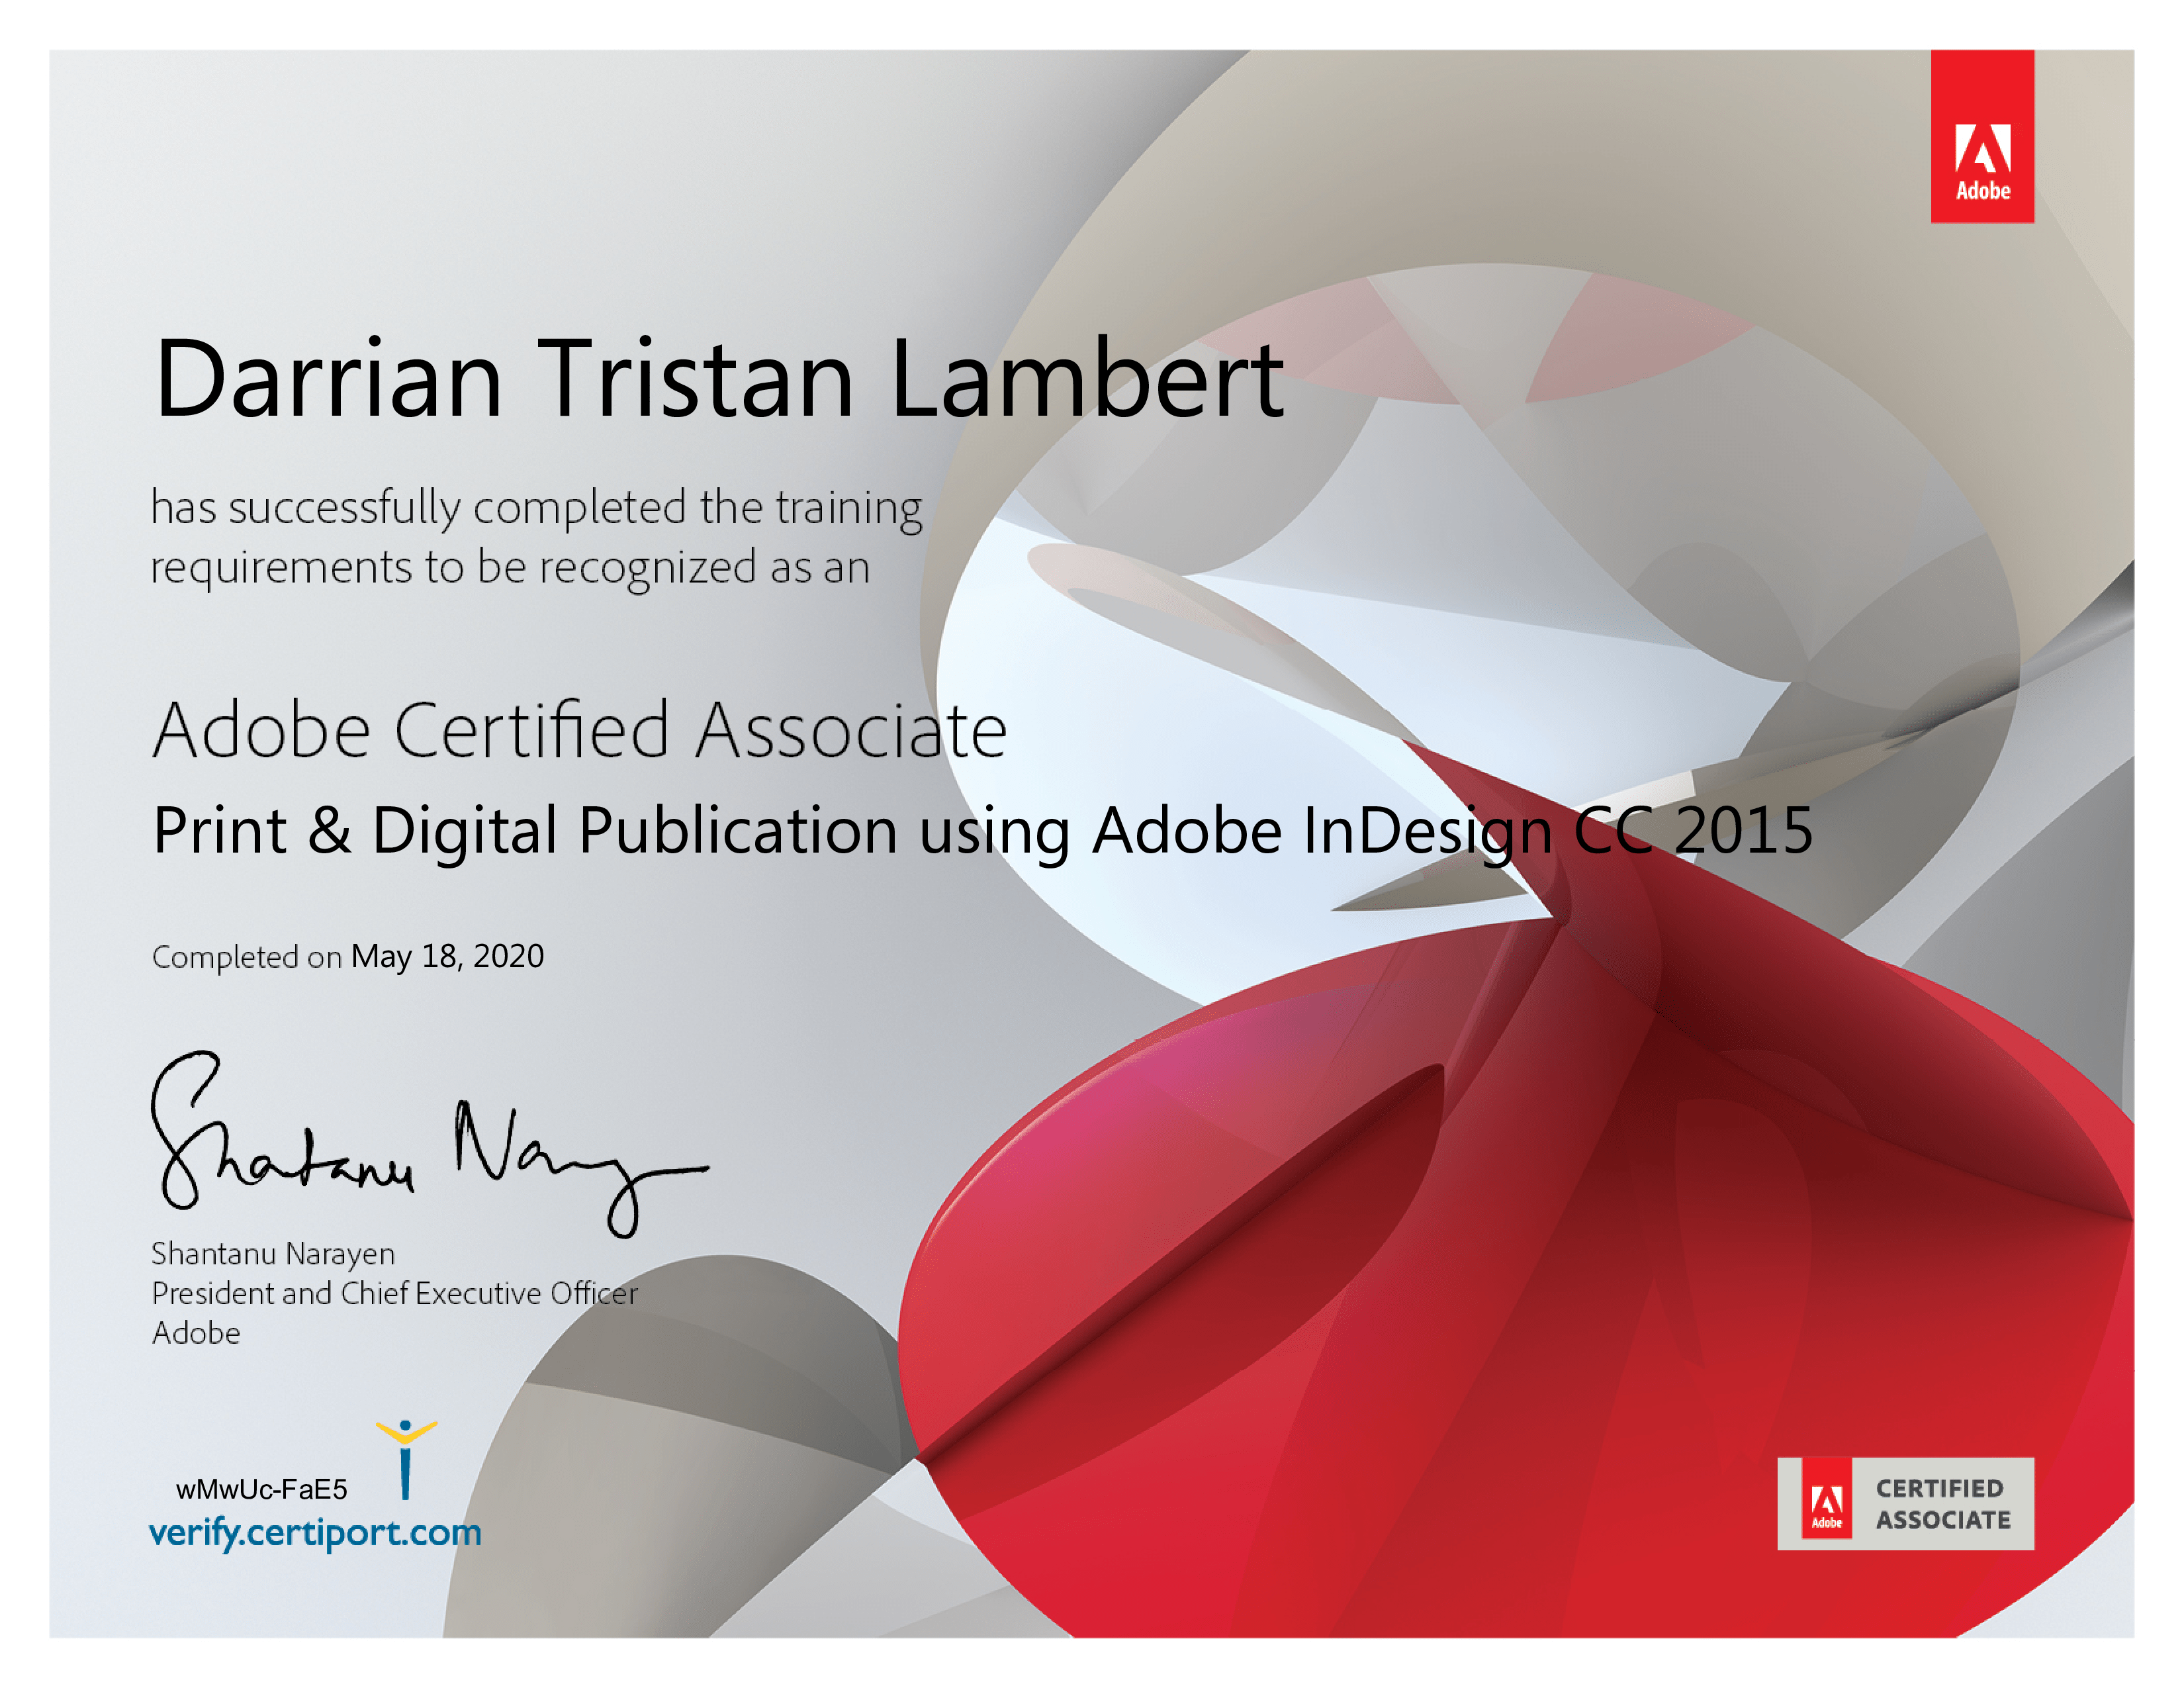 Adobe
Darrian Tristan Lambert
has successfully completed the training
requirements to be recognized as an
Adobe Certified Associate
Print & Digital Publication using Adobe InDesign CC 2015
Completed on May 18, 2020
Shantanu Naray
Shantanu Narayen
President and Chief Executive Officer
Adobe
wMwUc-FaE5
verify.certiport.com
Adobe
CERTIFIED
ASSOCIATE